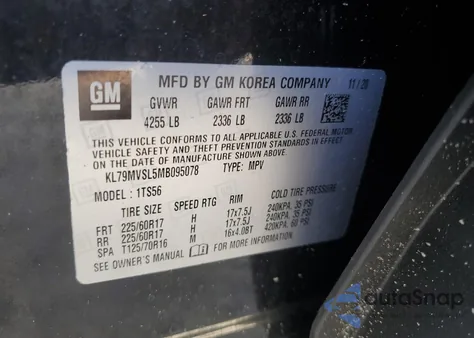 GM
MFD BY GM KOREA COMPANY 11/20
GVWR GAWR FRT GAWR RR
4255 LB 2336 LB 2336 LB
THIS VEHICLE CONFORMS TO ALL APPLICABLE U.S. FEDERAL MOTOR
VEHICLE SAFETY AND THEFT PREVENTION STANDARDS IN EFFECT
ON THE DATE OF MANUFACTURE SHOWN ABOVE.
KL79MVSL5MB095078 TYPE: MPV
MODEL: 1TS56
SPEED RTG RIM COLD TIRE PRESSURE
FRT 225/60R17 H 17x7.5J 240KPA, 35 PSI
RR 225/60R17 H 17x7.5J 240KPA, 35 PSI
SPA T125/70R16 M 16x4.0BT 420KPA, 60 PSI
SEE OWNER'S MANUAL FOR MORE INFORMATION.
autoSnap